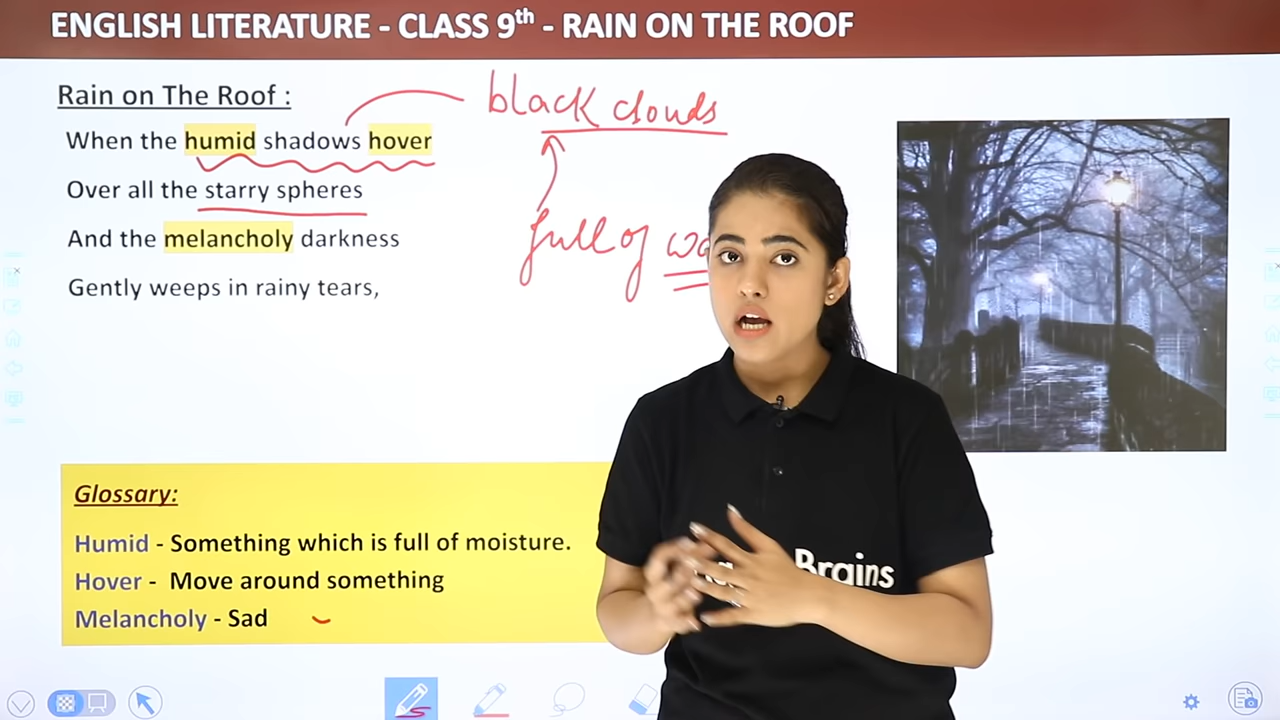 ENGLISH LITERATURE - CLASS 9th - RAIN ON THE ROOF
Rain on The Roof :
black clouds
When the humid shadows hover
Over all the starry spheres
full of
And the melancholy darkness
Gently weeps in rainy tears,
Glossary:
Humid - Something which is full of moisture.
Hover - Move around something
Melancholy - Sad
Brains